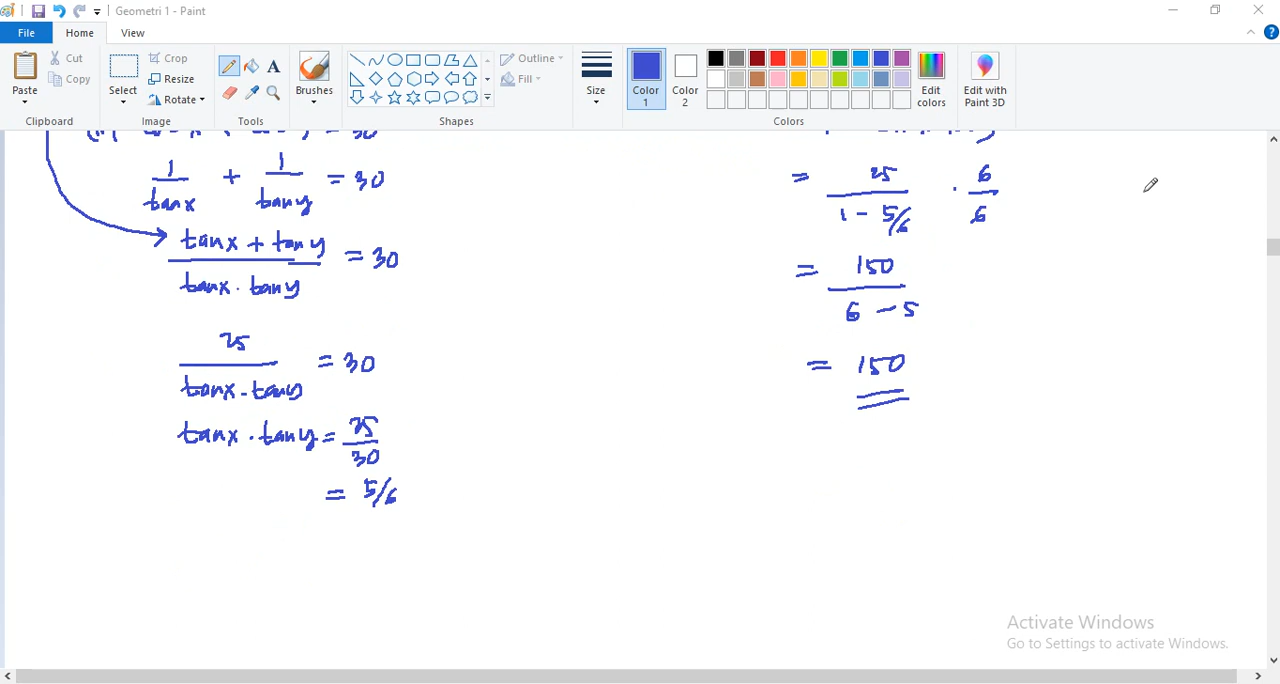 Geometri 1 - Paint
File Home View
Paste
Cut
Copy
Clipboard
Select
Crop
Resize
Rotate
Image
A
Tools
Brushes
Outline
Fill
Shapes
Size
Color 1
Color 2
Edit colors
Edit with Paint 3D
Colors
1/tanx + 1/tany = 30
tanx + tany / tanx · tany = 30
25 / tanx · tany = 30
tanx · tany = 25/30
= 5/6
= 25 / 1 - 5/6 · 6/6
= 150 / 6 - 5
= 150
Activate Windows
Go to Settings to activate Windows.